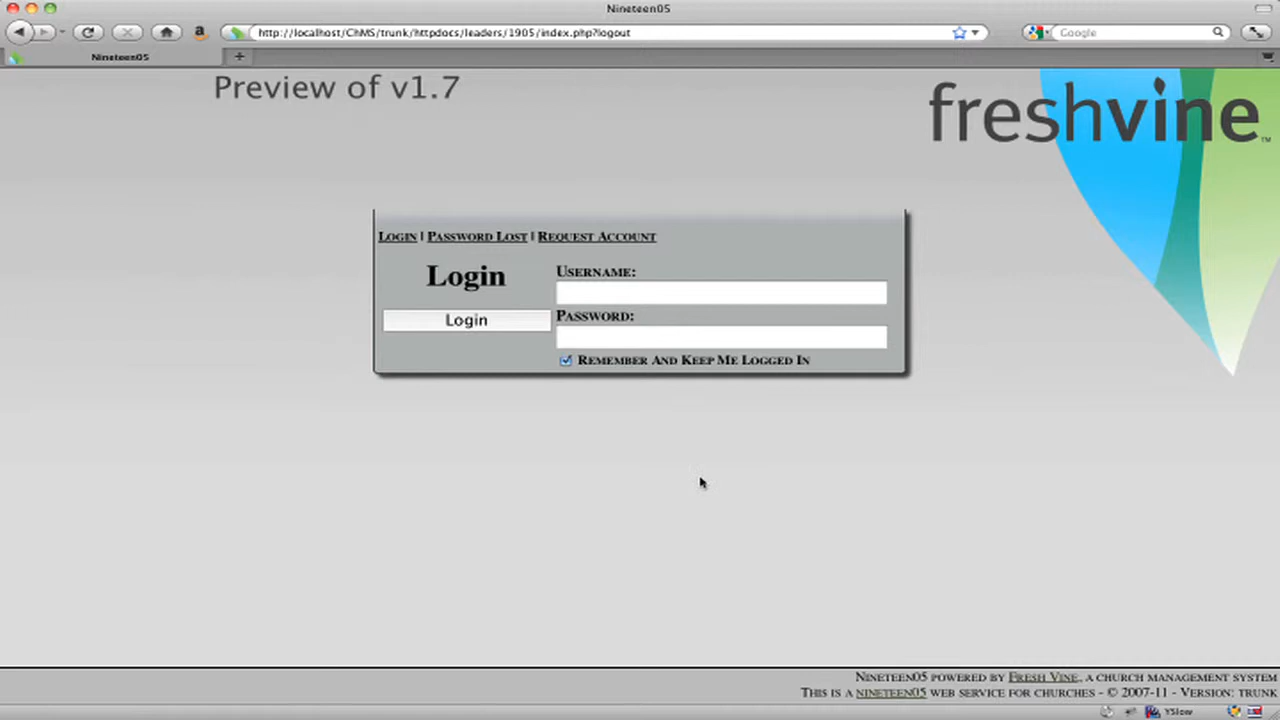 Nineteen05
http://localhost/ChMS/trunk/httpdocs/leaders/1905/index.php?logout
Google
Nineteen05
Preview of v1.7
freshvine™
Login | Password Lost | Request Account
Login
Username:
Login
Password:
Remember And Keep Me Logged In
Nineteen05 powered by Fresh Vine, a church management system
This is a nineteen05 web service for churches - © 2007-11 - Version: trunk
YSlow